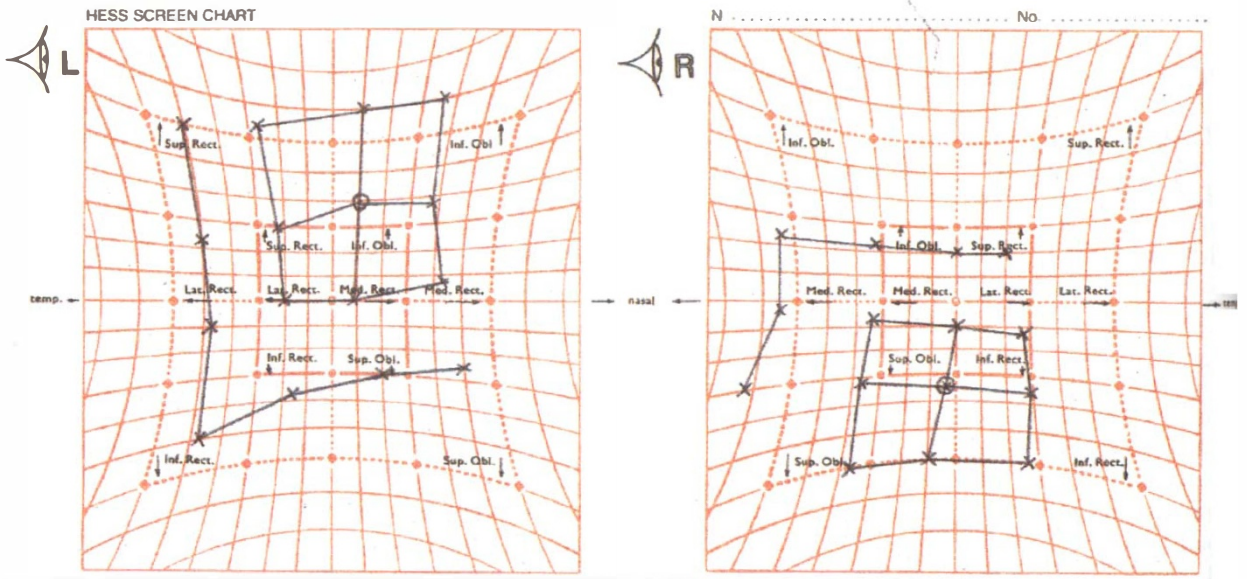 HESS SCREEN CHART
N No.
L
R
Sup. Rect. Inf. Obl
Inf. Obl. Sup. Rect.
Sup. Rect. Inf. Obl.
Inf. Obl. Sup. Rect.
temp. Lat. Rect. Lat. Rect. Med. Rect. Med. Rect.
nasal Med. Rect. Med. Rect. Lat. Rect. Lat. Rect.
Inf. Rect. Sup. Obl.
Sup. Obl. Inf. Rect.
Inf. Rect. Sup. Obl.
Sup. Obl. Inf. Rect.